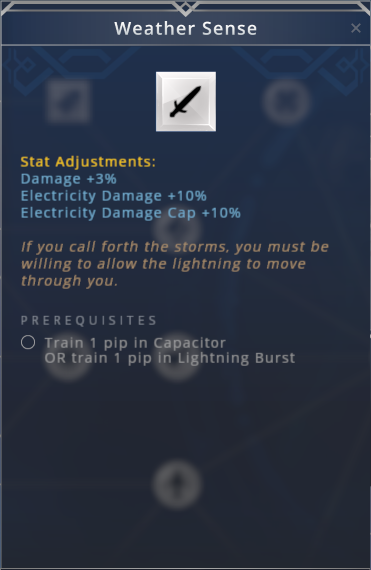 Weather Sense
Stat Adjustments:
Damage +3%
Electricity Damage +10%
Electricity Damage Cap +10%
If you call forth the storms, you must be
willing to allow the lightning to move
through you.
PREREQUISITES
Train 1 pip in Capacitor
OR train 1 pip in Lightning Burst